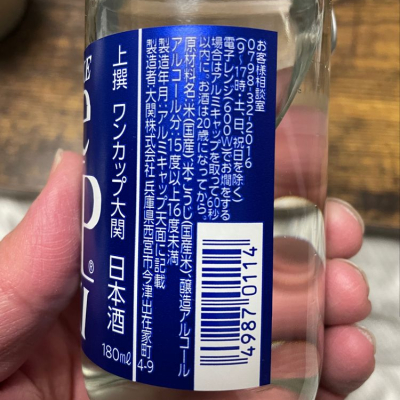 お客様相談室
0798-32-2016
(9〜17時・土、日、祝日を除く)
電子レンジ(600W)でお燗をする
場合はアルミキャップを取って60秒
以内に。お酒は20歳になってから。
原材料名:米(国産)、米こうじ(国産米)、醸造アルコール
アルコール分:15度以上16度未満
製造年月:アルミキャップ天面に記載
製造者:大関株式会社 兵庫県西宮市今津出在家町4-9
上撰 ワンカップ大関 日本酒
180ml
4987 0114
®